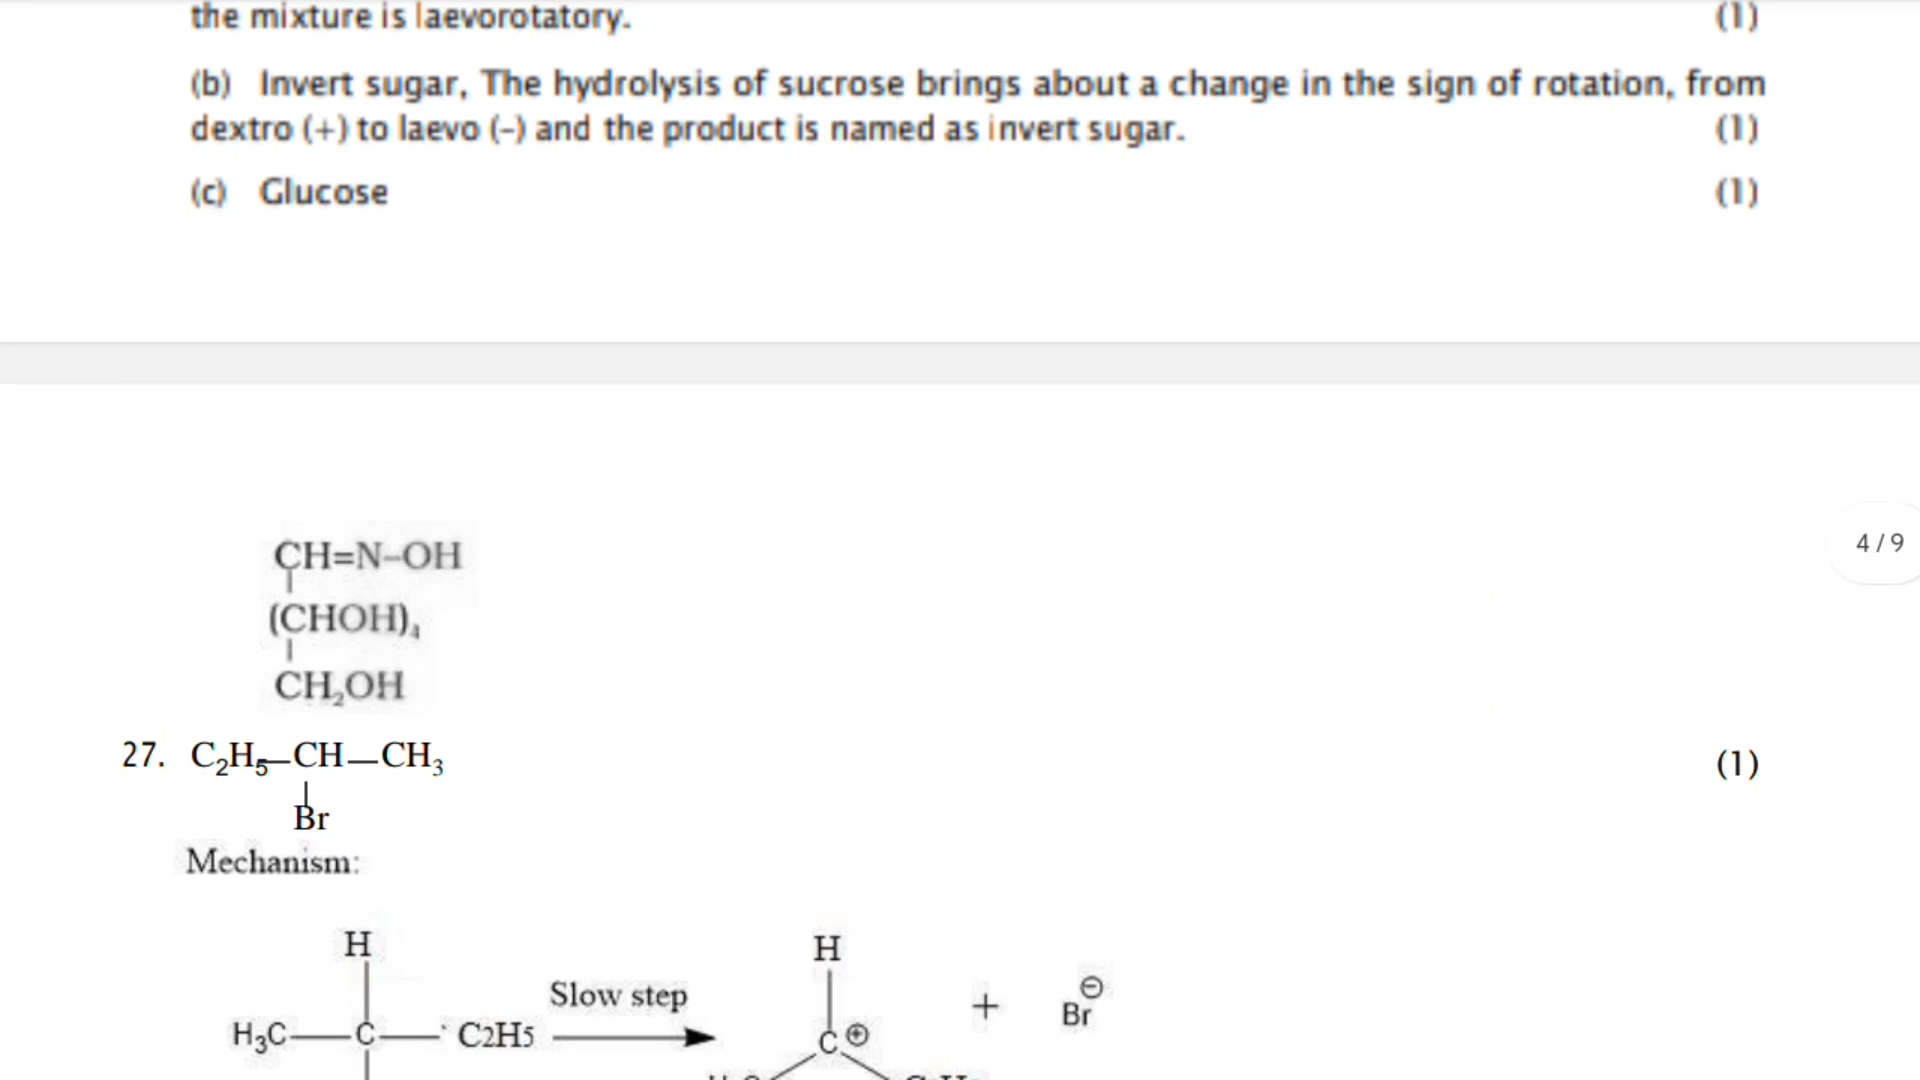 the mixture is laevorotatory. (1)
(b) Invert sugar, The hydrolysis of sucrose brings about a change in the sign of rotation, from
dextro (+) to laevo (–) and the product is named as invert sugar. (1)
(c) Glucose (1)
4 / 9
CH=N–OH
(CHOH)₄
CH₂OH
27. C₂H₅—CH—CH₃ (1)
Br
Mechanism:
H H
Slow step + Br⊖
H₃C—C—C2H5 C⊕